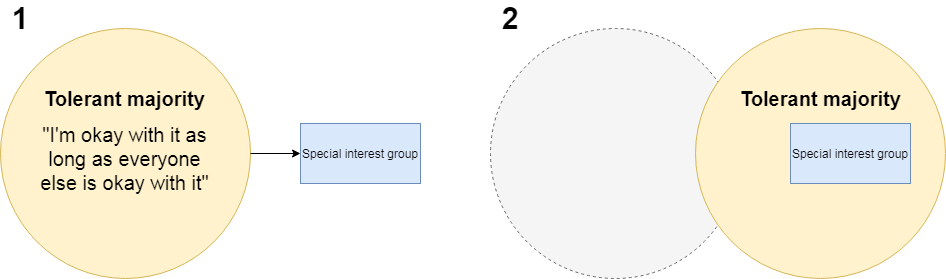 1
Tolerant majority
"I'm okay with it as
long as everyone
else is okay with it"
Special interest group
2
Tolerant majority
Special interest group